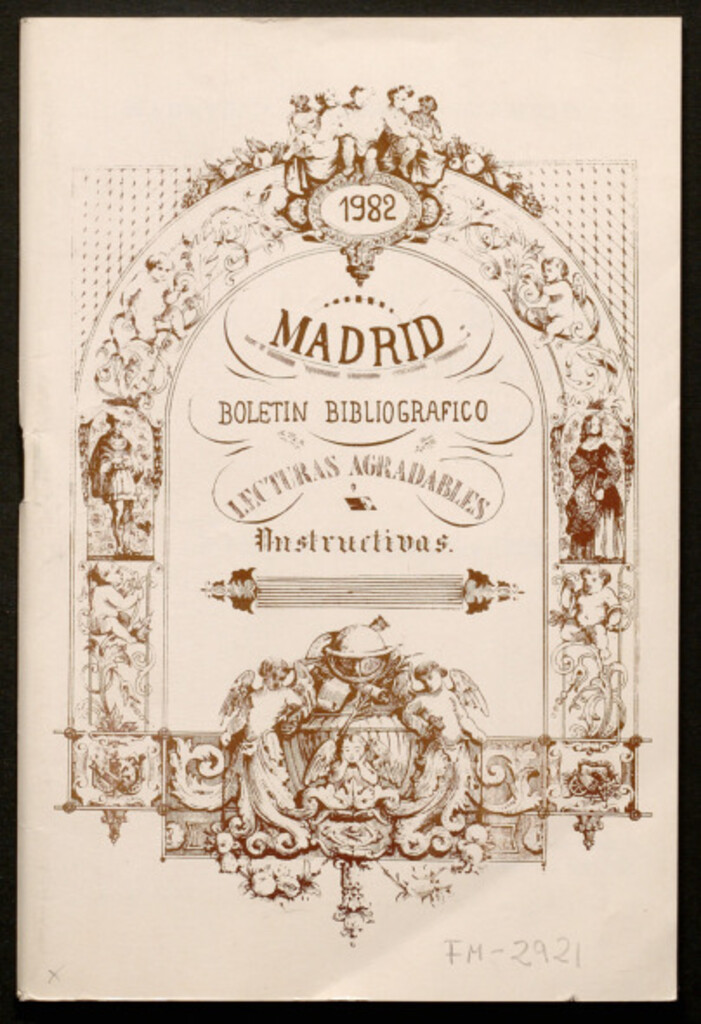 1982
MADRID
BOLETIN BIBLIOGRAFICO
LECTURAS AGRADABLES
Y
Instructivas.
FM-2921
X